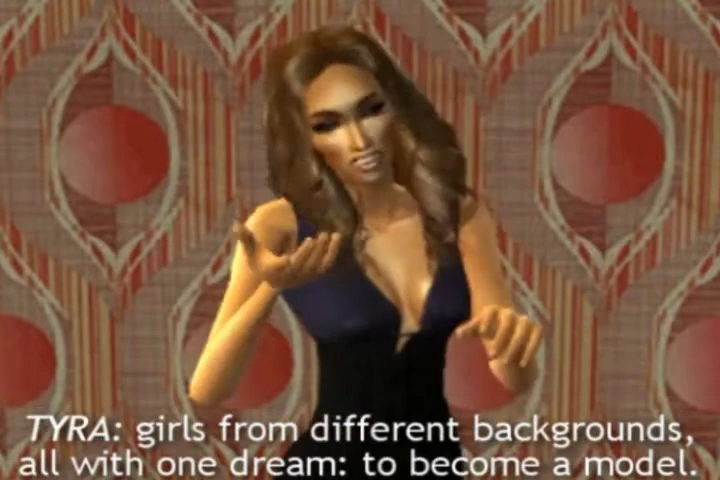 TYRA: girls from different backgrounds,
all with one dream: to become a model.